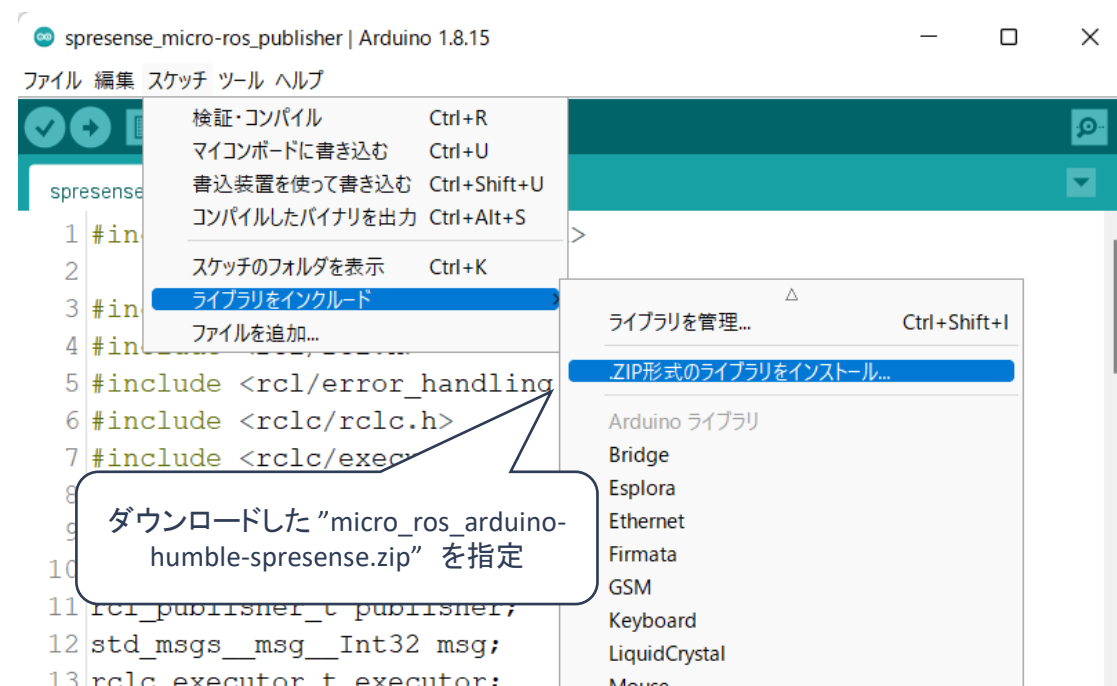 spresense_micro-ros_publisher | Arduino 1.8.15
ファイル 編集 スケッチ ツール ヘルプ
検証・コンパイル Ctrl+R
マイコンボードに書き込む Ctrl+U
書込装置を使って書き込む Ctrl+Shift+U
コンパイルしたバイナリを出力 Ctrl+Alt+S
スケッチのフォルダを表示 Ctrl+K
ライブラリをインクルード
ファイルを追加...
ライブラリを管理... Ctrl+Shift+I
.ZIP形式のライブラリをインストール...
Arduino ライブラリ
Bridge
Esplora
Ethernet
Firmata
GSM
Keyboard
LiquidCrystal
Mouse
spresense
1 #in >
2
3 #in
4 #include
5 #include <rcl/error_handling
6 #include <rclc/rclc.h>
7 #include <rclc/execu
8
9
10
11 rcl_publisher_t publisher;
12 std_msgs__msg__Int32 msg;
13 rclc_executor_t executor;
ダウンロードした "micro_ros_arduino-
humble-spresense.zip" を指定